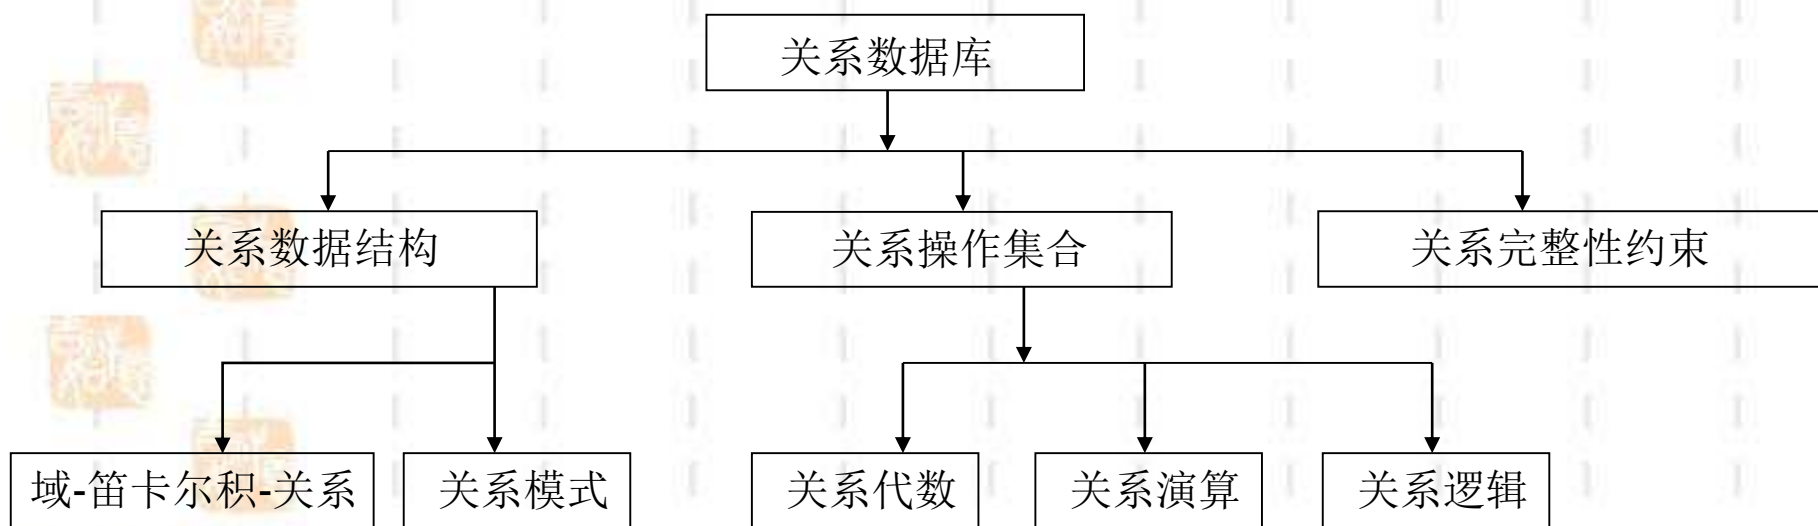 关系数据库
关系数据结构
关系操作集合
关系完整性约束
域-笛卡尔积-关系
关系模式
关系代数
关系演算
关系逻辑